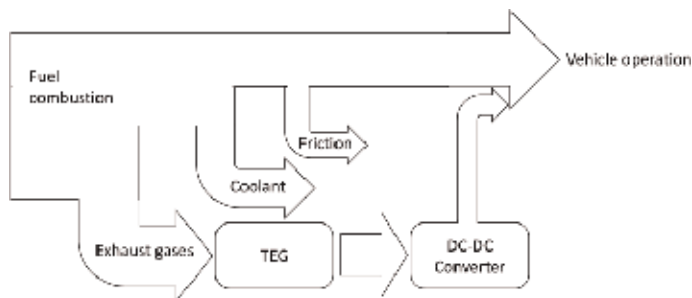 Vehicle operation
Fuel
combustion
Friction
Coolant
Exhaust gases
TEG
DC-DC
Converter